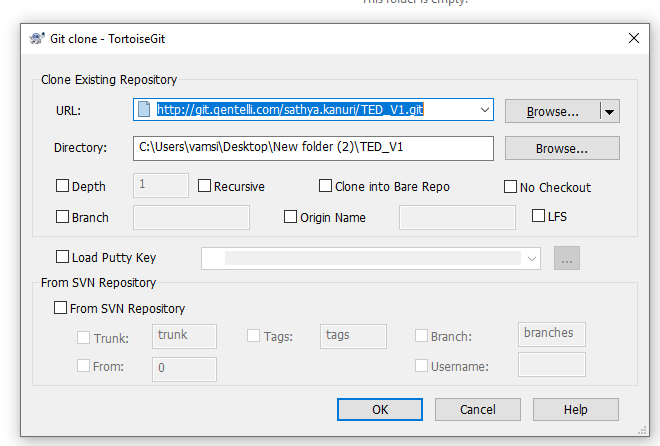 This folder is empty.
Git clone - TortoiseGit
Clone Existing Repository
URL: http://git.gentelli.com/sathya.kanuri/TED_V1.git Browse...
Directory: C:\Users\vamsi\Desktop\New folder (2)\TED_V1 Browse...
Depth 1 Recursive Clone into Bare Repo No Checkout
Branch Origin Name LFS
Load Putty Key ...
From SVN Repository
From SVN Repository
Trunk: trunk Tags: tags Branch: branches
From: 0 Username:
OK Cancel Help